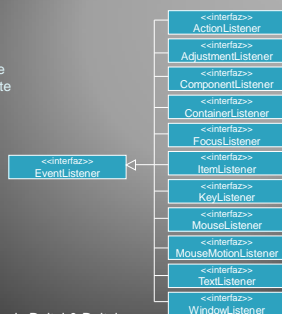 <<interfaz>>
ActionListener
<<interfaz>>
AdjustmentListener
<<interfaz>>
ComponentListener
<<interfaz>>
ContainerListener
<<interfaz>>
FocusListener
<<interfaz>>
EventListener
<<interfaz>>
ItemListener
<<interfaz>>
KeyListener
<<interfaz>>
MouseListener
<<interfaz>>
MouseMotionListener
<<interfaz>>
TextListener
<<interfaz>>
WindowListener